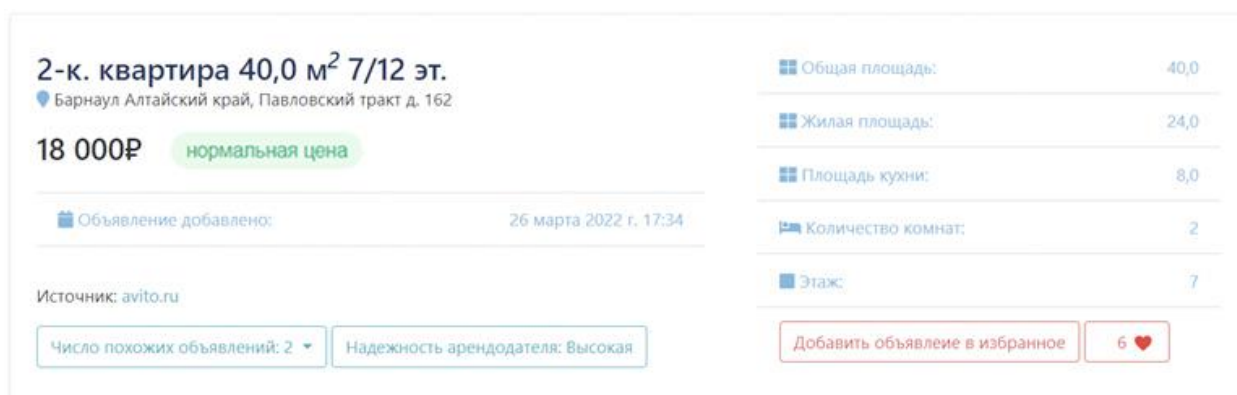 2-к. квартира 40,0 м² 7/12 эт.
Барнаул Алтайский край, Павловский тракт д. 162
18 000₽ нормальная цена
Объявление добавлено: 26 марта 2022 г. 17:34
Источник: avito.ru
Число похожих объявлений: 2
Надежность арендодателя: Высокая
Общая площадь: 40,0
Жилая площадь: 24,0
Площадь кухни: 8,0
Количество комнат: 2
Этаж: 7
Добавить объявлеие в избранное
6